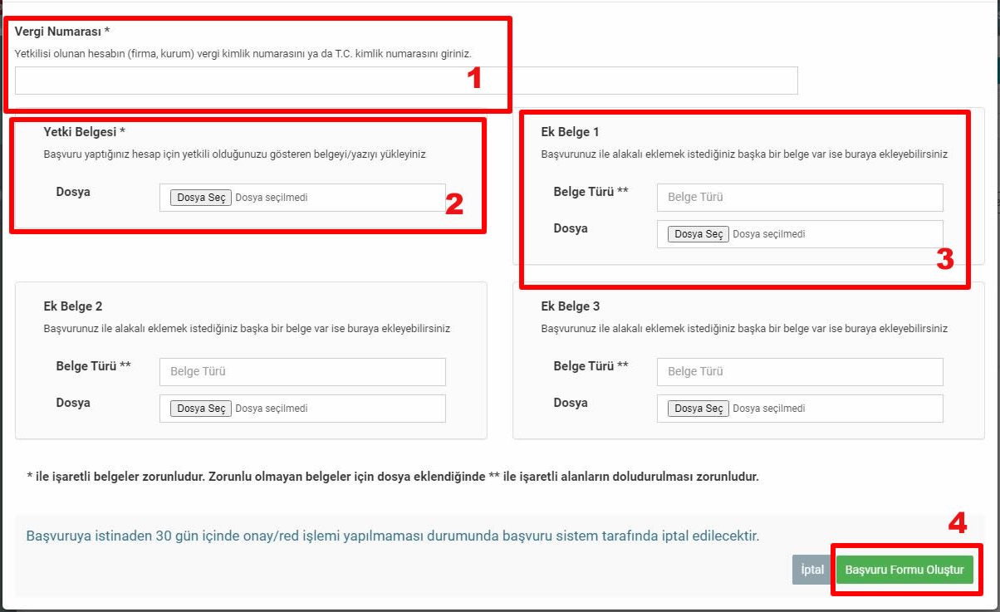 Vergi Numarası *
Yetkilisi olunan hesabın (firma, kurum) vergi kimlik numarasını ya da T.C. kimlik numarasını giriniz.
1
Yetki Belgesi *
Başvuru yaptığınız hesap için yetkili olduğunuzu gösteren belgeyi/yazıyı yükleyiniz
Dosya
Dosya Seç Dosya seçilmedi
2
Ek Belge 1
Başvurunuz ile alakalı eklemek istediğiniz başka bir belge var ise buraya ekleyebilirsiniz
Belge Türü ** Belge Türü
Dosya Dosya Seç Dosya seçilmedi
3
Ek Belge 2
Başvurunuz ile alakalı eklemek istediğiniz başka bir belge var ise buraya ekleyebilirsiniz
Belge Türü ** Belge Türü
Dosya Dosya Seç Dosya seçilmedi
Ek Belge 3
Başvurunuz ile alakalı eklemek istediğiniz başka bir belge var ise buraya ekleyebilirsiniz
Belge Türü ** Belge Türü
Dosya Dosya Seç Dosya seçilmedi
* ile işaretli belgeler zorunludur. Zorunlu olmayan belgeler için dosya eklendiğinde ** ile işaretli alanların doludurulması zorunludur.
4
Başvuruya istinaden 30 gün içinde onay/red işlemi yapılmaması durumunda başvuru sistem tarafında iptal edilecektir.
İptal Başvuru Formu Oluştur